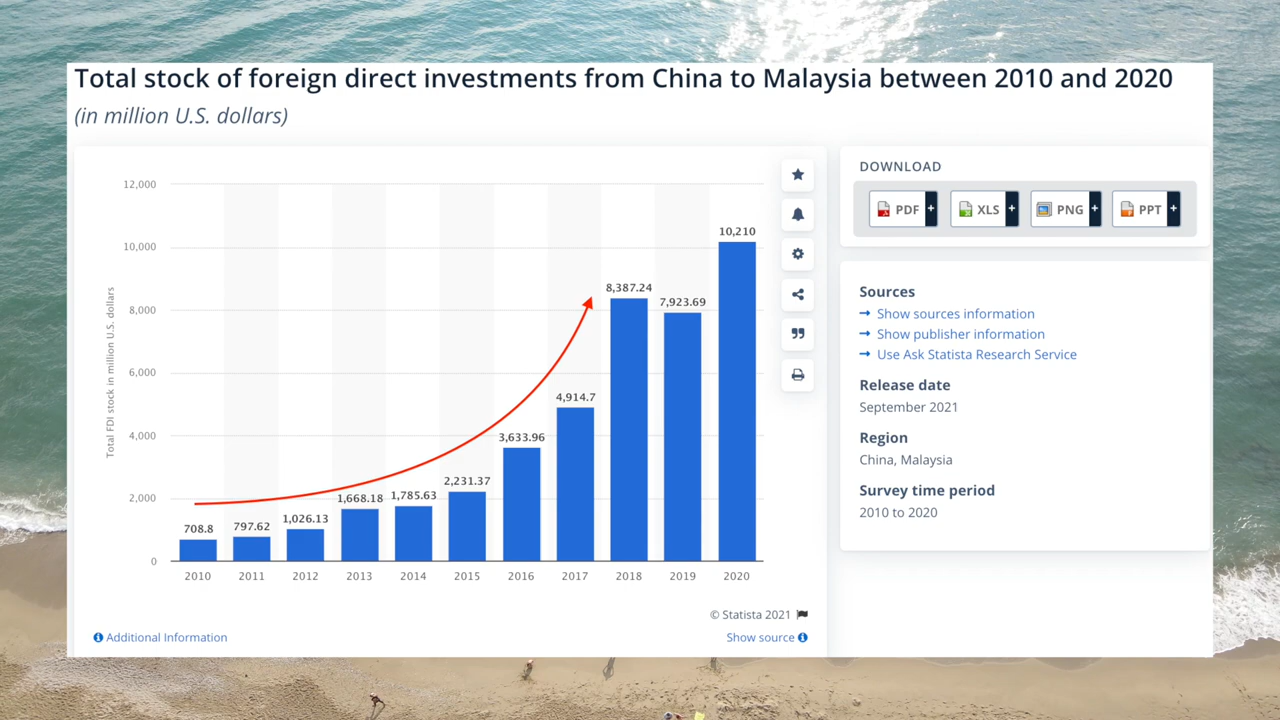 Total stock of foreign direct investments from China to Malaysia between 2010 and 2020
(in million U.S. dollars)
Total FDI stock in million U.S. dollars
12,000
10,000
8,000
6,000
4,000
2,000
0
708.8
797.62
1,026.13
1,668.18
1,785.63
2,231.37
3,633.96
4,914.7
8,387.24
7,923.69
10,210
2010 2011 2012 2013 2014 2015 2016 2017 2018 2019 2020
© Statista 2021
Additional Information
Show source
DOWNLOAD
PDF + XLS + PNG + PPT +
Sources
→ Show sources information
→ Show publisher information
→ Use Ask Statista Research Service
Release date
September 2021
Region
China, Malaysia
Survey time period
2010 to 2020